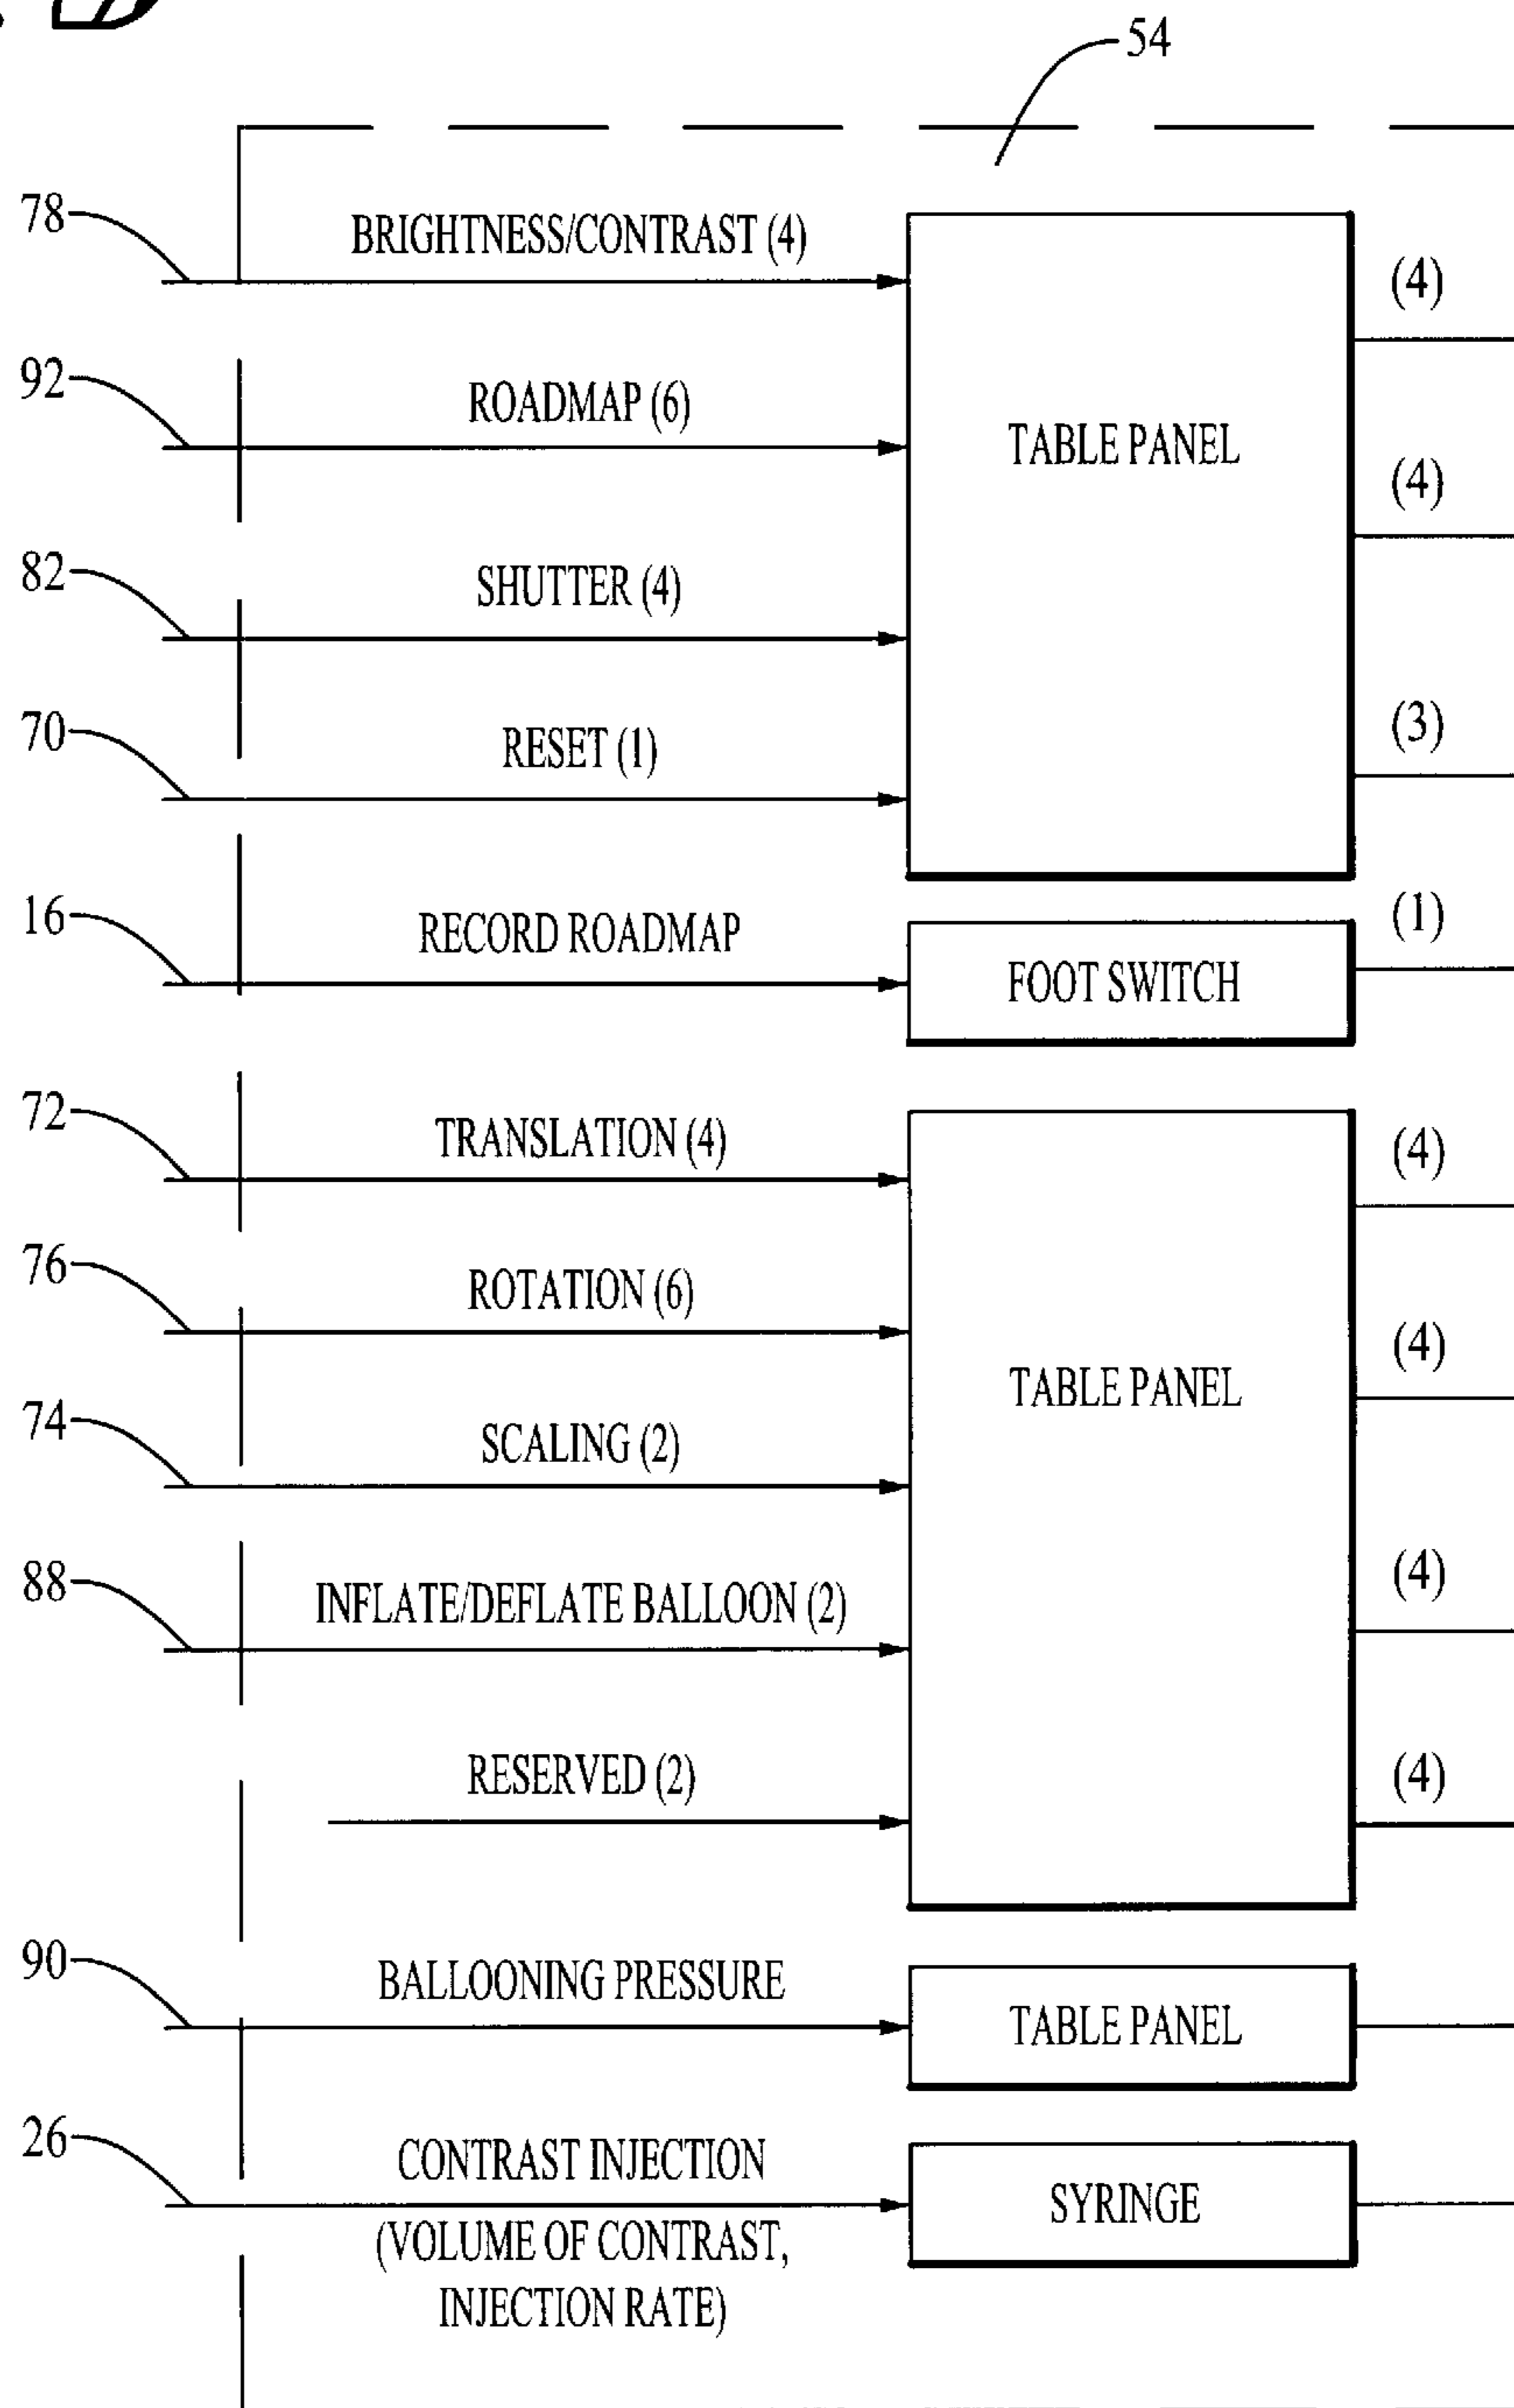 54
78
BRIGHTNESS/CONTRAST (4)
(4)
92
ROADMAP (6)
TABLE PANEL
(4)
82
SHUTTER (4)
70
RESET (1)
(3)
16
RECORD ROADMAP
FOOT SWITCH
(1)
72
TRANSLATION (4)
(4)
76
ROTATION (6)
(4)
TABLE PANEL
74
SCALING (2)
88
INFLATE/DEFLATE BALLOON (2)
(4)
RESERVED (2)
(4)
90
BALLOONING PRESSURE
TABLE PANEL
26
CONTRAST INJECTION
(VOLUME OF CONTRAST,
INJECTION RATE)
SYRINGE